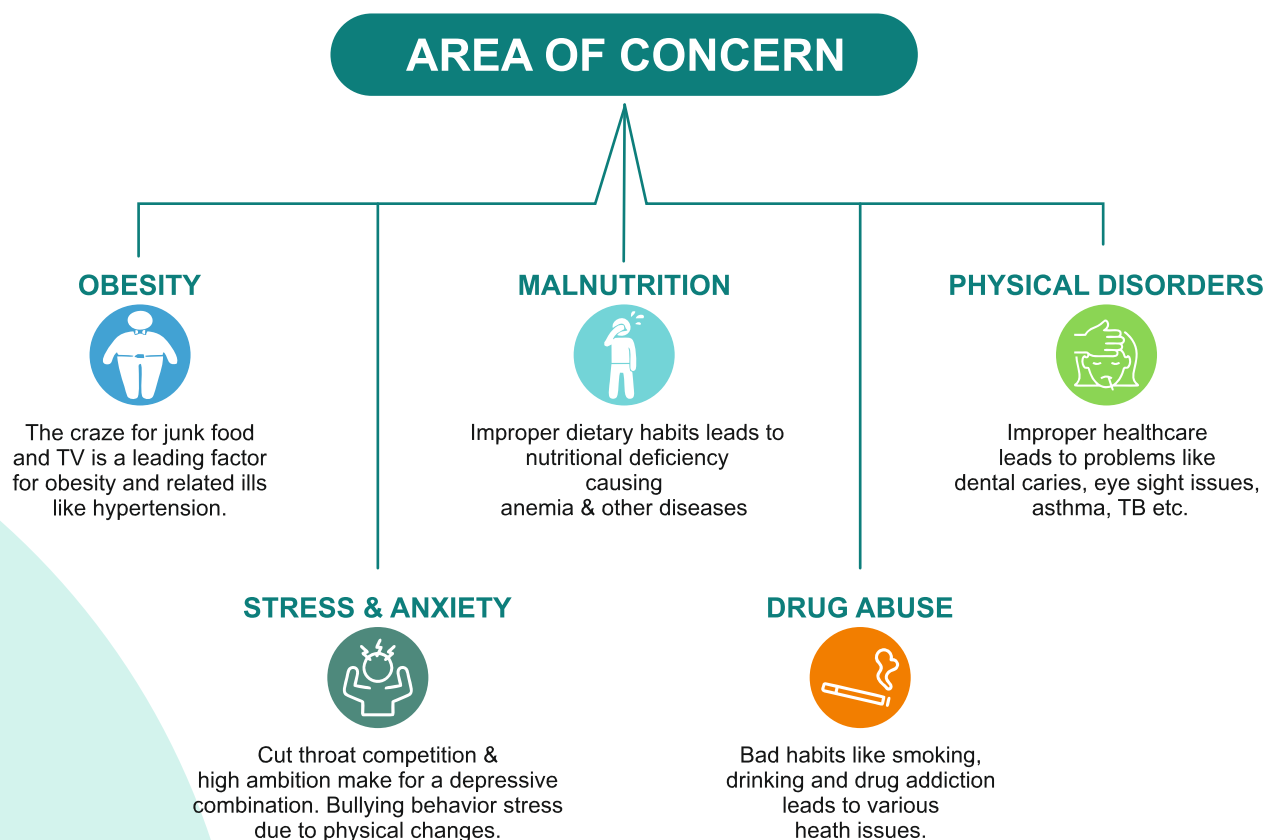 AREA OF CONCERN
OBESITY
The craze for junk food
and TV is a leading factor
for obesity and related ills
like hypertension.
MALNUTRITION
Improper dietary habits leads to
nutritional deficiency
causing
anemia & other diseases
PHYSICAL DISORDERS
Improper healthcare
leads to problems like
dental caries, eye sight issues,
asthma, TB etc.
STRESS & ANXIETY
Cut throat competition &
high ambition make for a depressive
combination. Bullying behavior stress
due to physical changes.
DRUG ABUSE
Bad habits like smoking,
drinking and drug addiction
leads to various
heath issues.